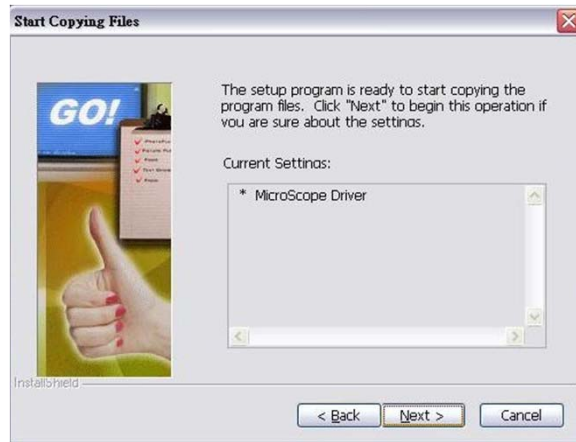 Start Copying Files
GO!
The setup program is ready to start copying the
program files. Click "Next" to begin this operation if
you are sure about the settings.
Current Settings:
* MicroScope Driver
InstallShield
< Back
Next >
Cancel